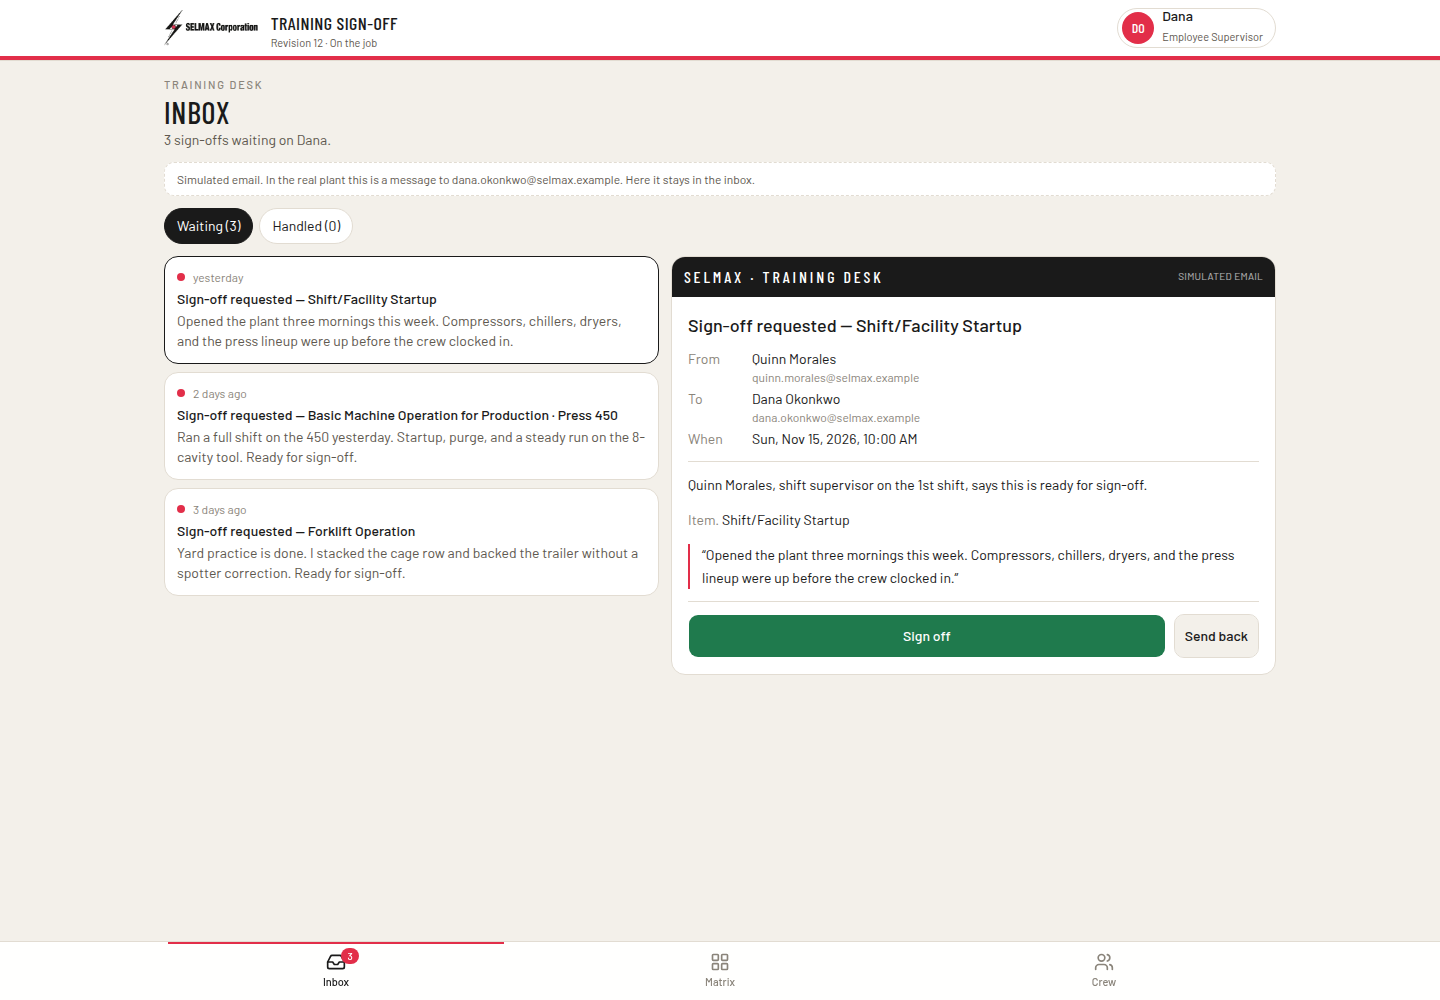 SELMAX Corporation
TRAINING SIGN-OFF
Revision 12 · On the job
DO
Dana
Employee Supervisor
TRAINING DESK
INBOX
3 sign-offs waiting on Dana.
Simulated email. In the real plant this is a message to dana.okonkwo@selmax.example. Here it stays in the inbox.
Waiting (3)
Handled (0)
yesterday
Sign-off requested — Shift/Facility Startup
Opened the plant three mornings this week. Compressors, chillers, dryers,
and the press lineup were up before the crew clocked in.
2 days ago
Sign-off requested — Basic Machine Operation for Production · Press 450
Ran a full shift on the 450 yesterday. Startup, purge, and a steady run on the 8-
cavity tool. Ready for sign-off.
3 days ago
Sign-off requested — Forklift Operation
Yard practice is done. I stacked the cage row and backed the trailer without a
spotter correction. Ready for sign-off.
SELMAX · TRAINING DESK
SIMULATED EMAIL
Sign-off requested — Shift/Facility Startup
From Quinn Morales
quinn.morales@selmax.example
To Dana Okonkwo
dana.okonkwo@selmax.example
When Sun, Nov 15, 2026, 10:00 AM
Quinn Morales, shift supervisor on the 1st shift, says this is ready for sign-off.
Item. Shift/Facility Startup
“Opened the plant three mornings this week. Compressors, chillers, dryers, and the press
lineup were up before the crew clocked in.”
Sign off
Send back
3
Inbox
Matrix
Crew